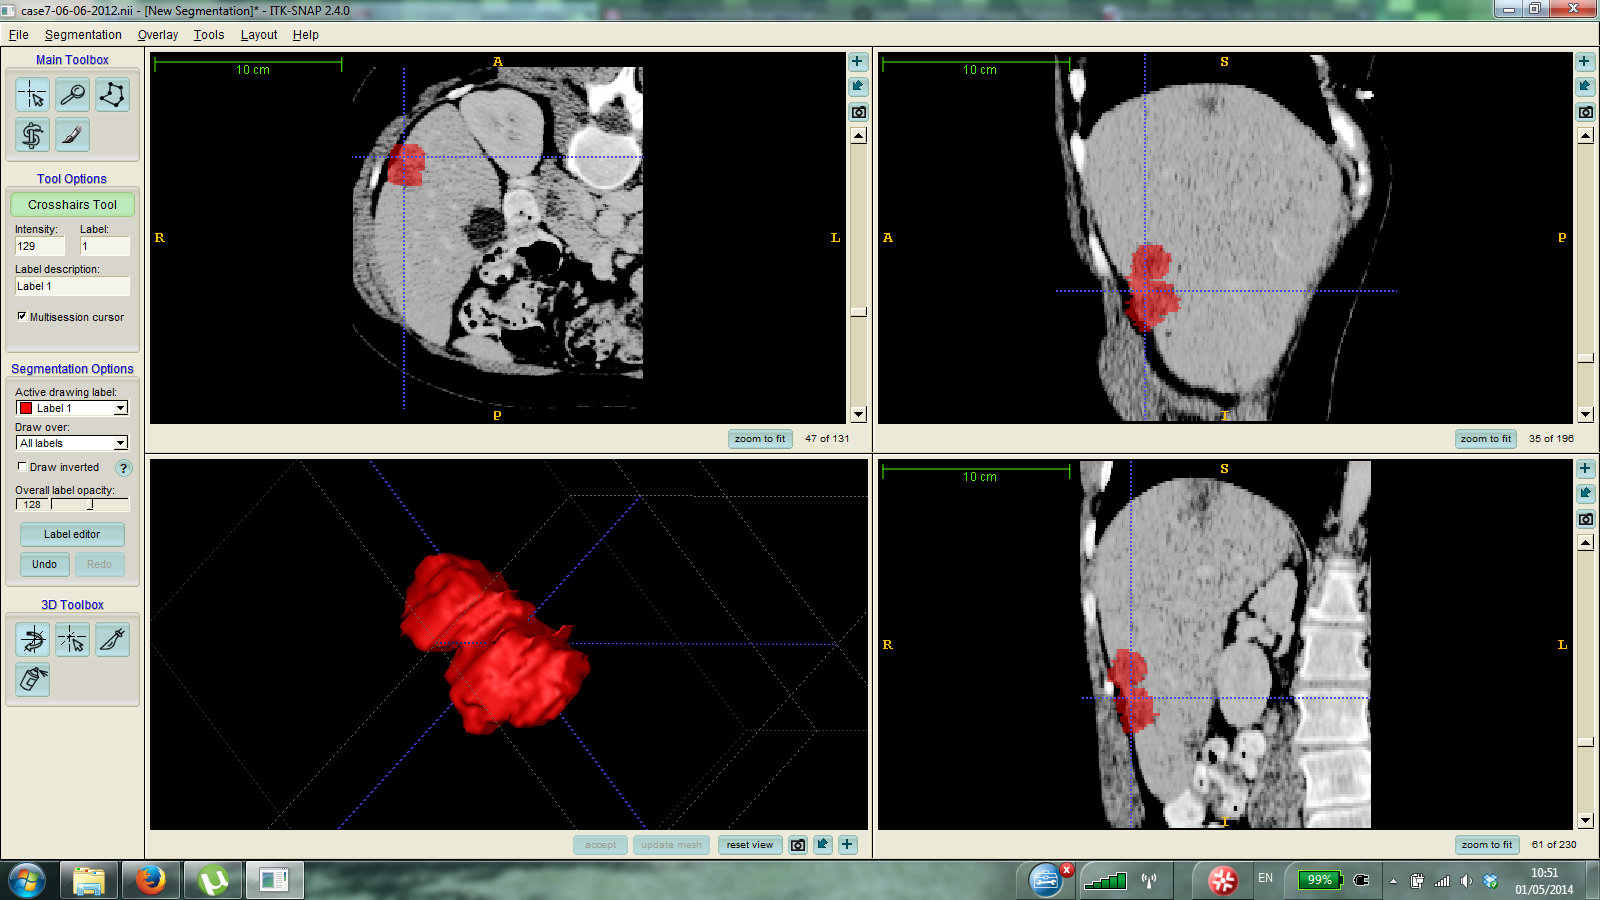 case7-06-06-2012.nii - [New Segmentation]* - ITK-SNAP 2.4.0
File Segmentation Overlay Tools Layout Help
Main Toolbox
Tool Options
Crosshairs Tool
Intensity: Label:
129 1
Label description:
Label 1
Multisession cursor
Segmentation Options
Active drawing label:
Label 1
Draw over:
All labels
Draw inverted ?
Overall label opacity:
128
Label editor
Undo Redo
3D Toolbox
10 cm
A
R
L
P
zoom to fit 47 of 131
10 cm
S
A
P
I
zoom to fit 35 of 196
accept update mesh reset view
10 cm
S
R
L
I
zoom to fit 61 of 230
EN
99%
10:51
01/05/2014